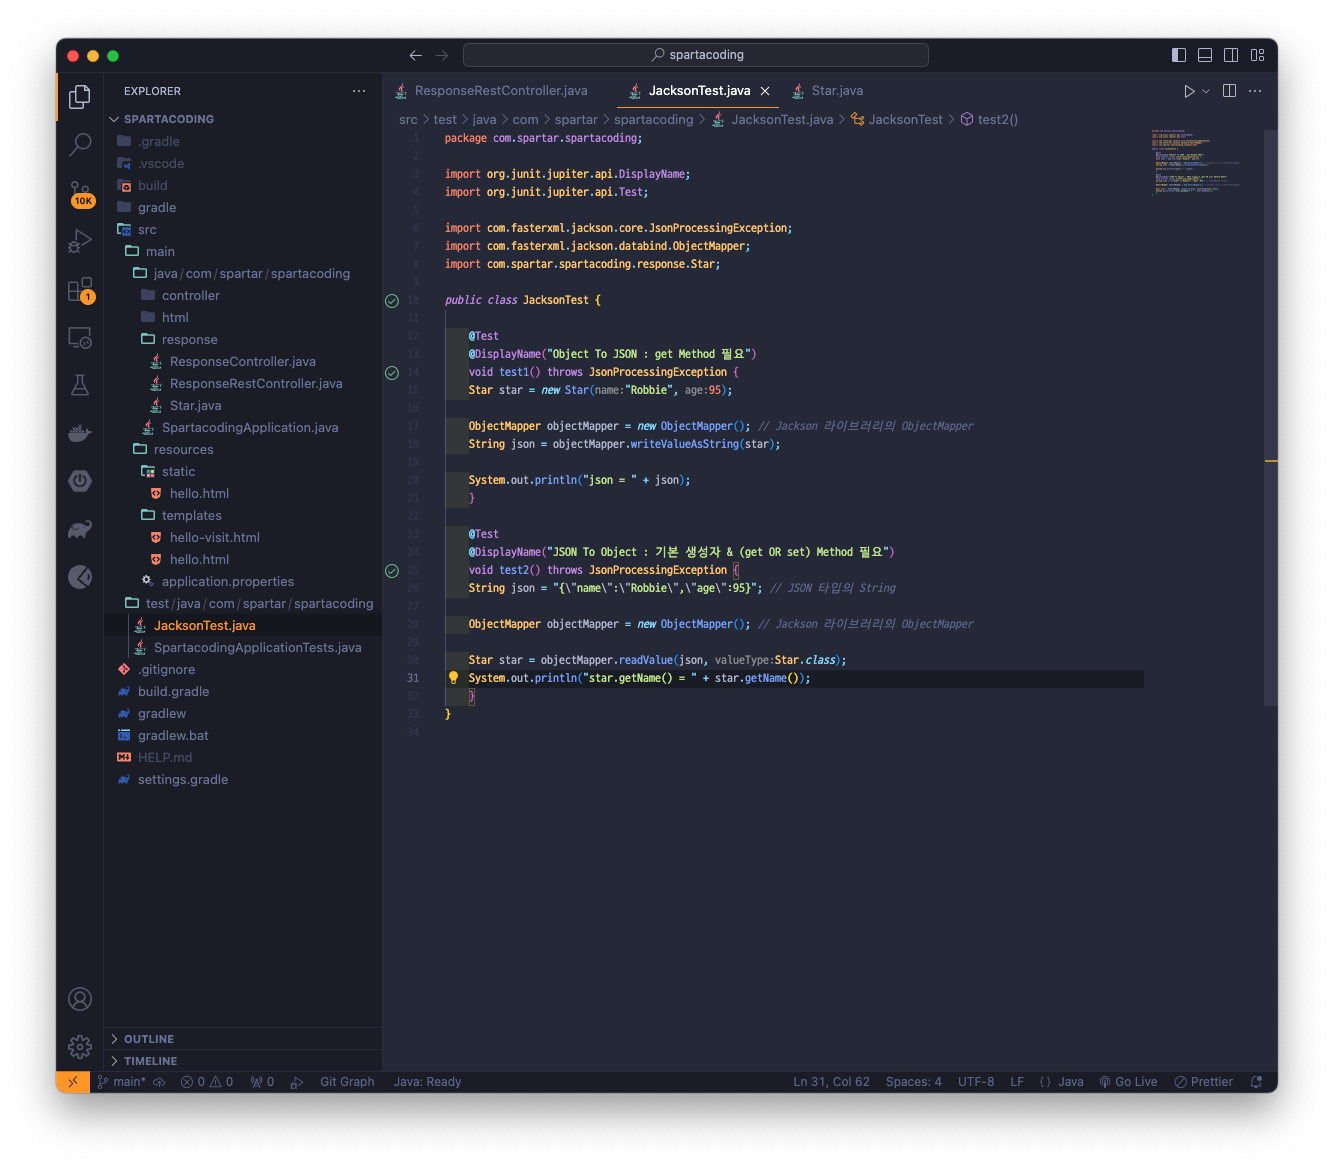 spartacoding
EXPLORER
SPARTACODING
.gradle
.vscode
build
gradle
src
main
java / com / spartar / spartacoding
controller
html
response
ResponseController.java
ResponseRestController.java
Star.java
SpartacodingApplication.java
resources
static
hello.html
templates
hello-visit.html
hello.html
application.properties
test / java / com / spartar / spartacoding
JacksonTest.java
SpartacodingApplicationTests.java
.gitignore
build.gradle
gradlew
gradlew.bat
HELP.md
settings.gradle
OUTLINE
TIMELINE
10K
1
ResponseRestController.java
JacksonTest.java
Star.java
src > test > java > com > spartar > spartacoding > JacksonTest.java > JacksonTest > test2()
1 package com.spartar.spartacoding;
2
3 import org.junit.jupiter.api.DisplayName;
4 import org.junit.jupiter.api.Test;
5
6 import com.fasterxml.jackson.core.JsonProcessingException;
7 import com.fasterxml.jackson.databind.ObjectMapper;
8 import com.spartar.spartacoding.response.Star;
9
10 public class JacksonTest {
11
12 @Test
13 @DisplayName("Object To JSON : get Method 필요")
14 void test1() throws JsonProcessingException {
15 Star star = new Star(name:"Robbie", age:95);
16
17 ObjectMapper objectMapper = new ObjectMapper(); // Jackson 라이브러리의 ObjectMapper
18 String json = objectMapper.writeValueAsString(star);
19
20 System.out.println("json = " + json);
21 }
22
23 @Test
24 @DisplayName("JSON To Object : 기본 생성자 & (get OR set) Method 필요")
25 void test2() throws JsonProcessingException {
26 String json = "{\"name\":\"Robbie\",\"age\":95}"; // JSON 타입의 String
27
28 ObjectMapper objectMapper = new ObjectMapper(); // Jackson 라이브러리의 ObjectMapper
29
30 Star star = objectMapper.readValue(json, valueType:Star.class);
31 System.out.println("star.getName() = " + star.getName());
32 }
33 }
34
main* 0 0 0 Git Graph Java: Ready Ln 31, Col 62 Spaces: 4 UTF-8 LF {} Java Go Live Prettier